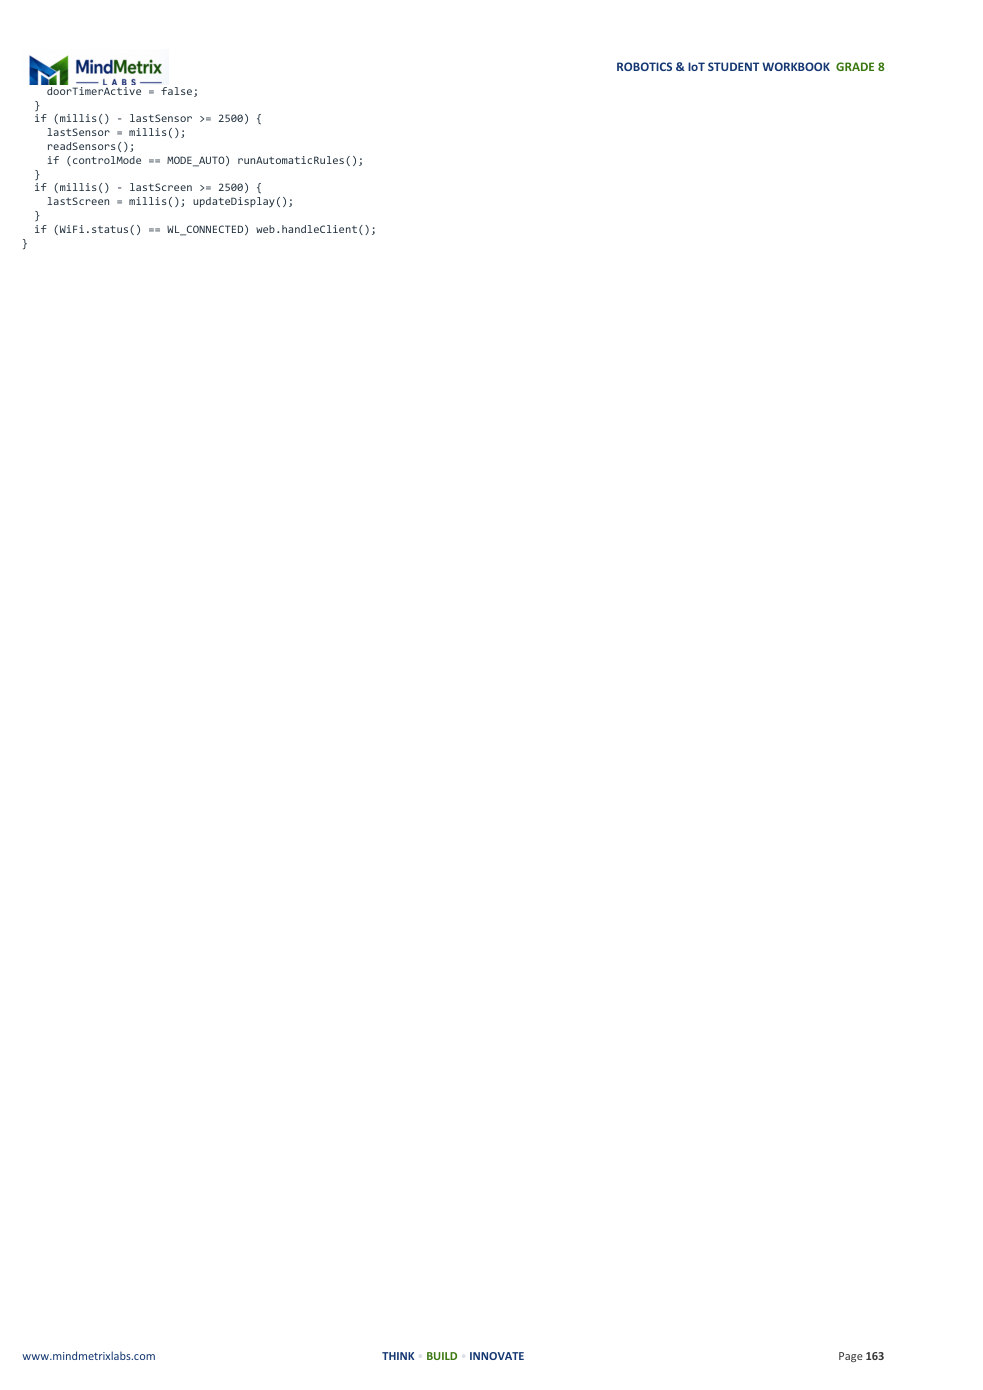 MindMetrix
LABS
ROBOTICS & IoT STUDENT WORKBOOK GRADE 8
    doorTimerActive = false;
  }
  if (millis() - lastSensor >= 2500) {
    lastSensor = millis();
    readSensors();
    if (controlMode == MODE_AUTO) runAutomaticRules();
  }
  if (millis() - lastScreen >= 2500) {
    lastScreen = millis(); updateDisplay();
  }
  if (WiFi.status() == WL_CONNECTED) web.handleClient();
}
www.mindmetrixlabs.com THINK • BUILD • INNOVATE Page 163